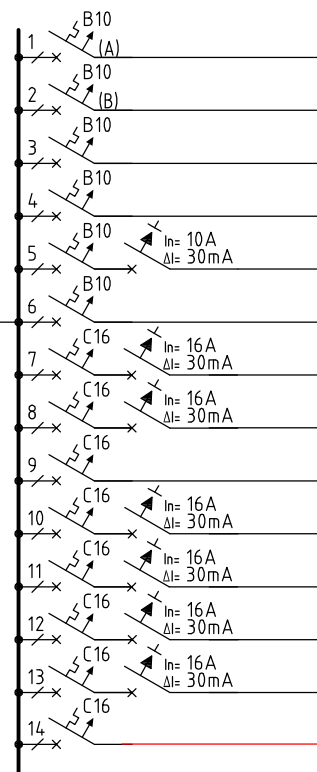 B10
1 (A)
B10
2 (B)
B10
3
B10
4
B10
5 In= 10A
ΔI= 30mA
B10
6
C16
7 In= 16A
ΔI= 30mA
C16
8 In= 16A
ΔI= 30mA
C16
9
C16
10 In= 16A
ΔI= 30mA
C16
11 In= 16A
ΔI= 30mA
C16
12 In= 16A
ΔI= 30mA
C16
13 In= 16A
ΔI= 30mA
C16
14